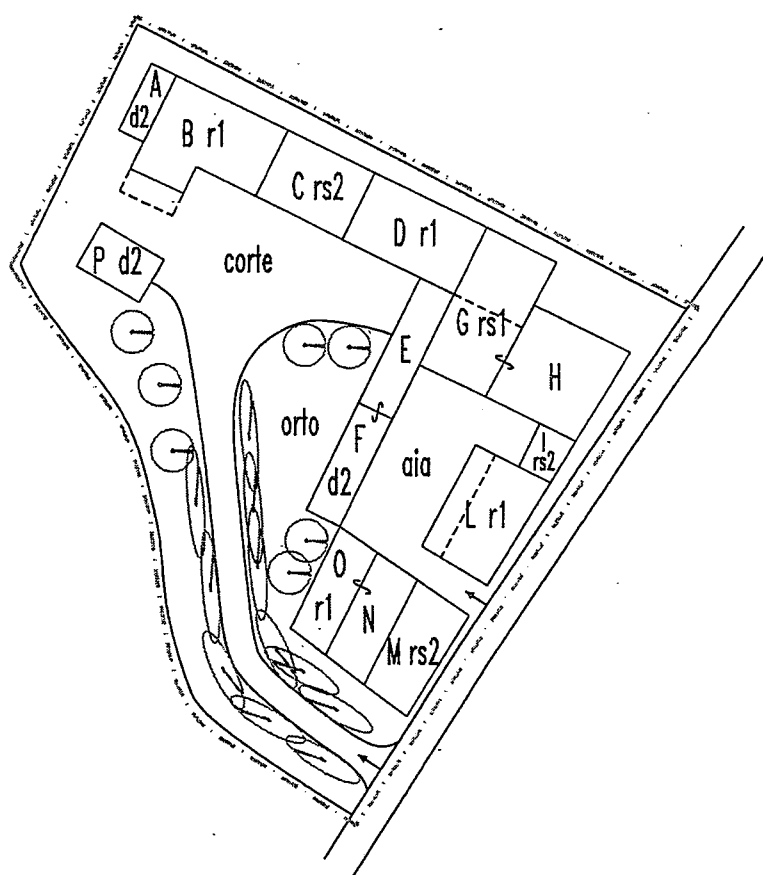 A
d2
B r1
C rs2
D r1
P d2
corte
G rs1
E
H
orto
F
d2
aia
I
rs2
L r1
O
r1
N
M rs2